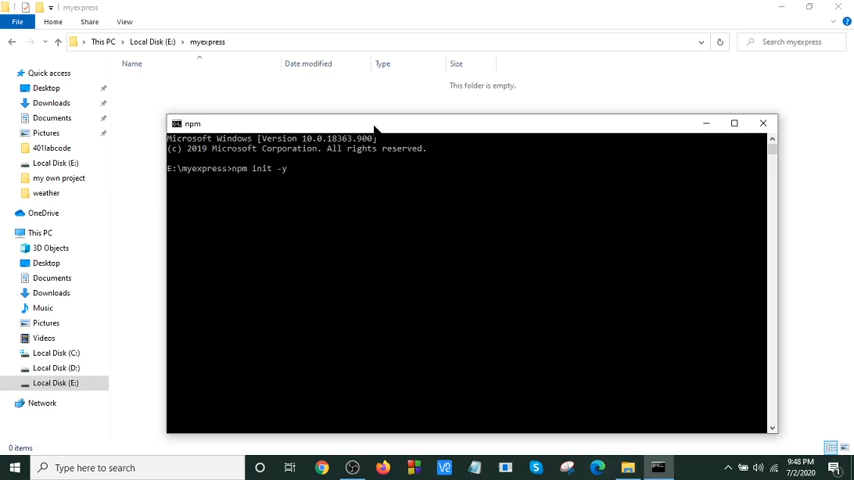 myexpress
File
Home
Share
View
This PC
Local Disk (E:)
myexpress
Search myexpress
Name
Date modified
Type
Size
This folder is empty.
Quick access
Desktop
Downloads
Documents
Pictures
401labcode
Local Disk (E:)
my own project
weather
OneDrive
This PC
3D Objects
Desktop
Documents
Downloads
Music
Pictures
Videos
Local Disk (C:)
Local Disk (D:)
Local Disk (E:)
Network
0 items
npm
Microsoft Windows [Version 10.0.18363.900]
(c) 2019 Microsoft Corporation. All rights reserved.
E:\myexpress>npm init -y
Type here to search
9:48 PM
7/2/2020